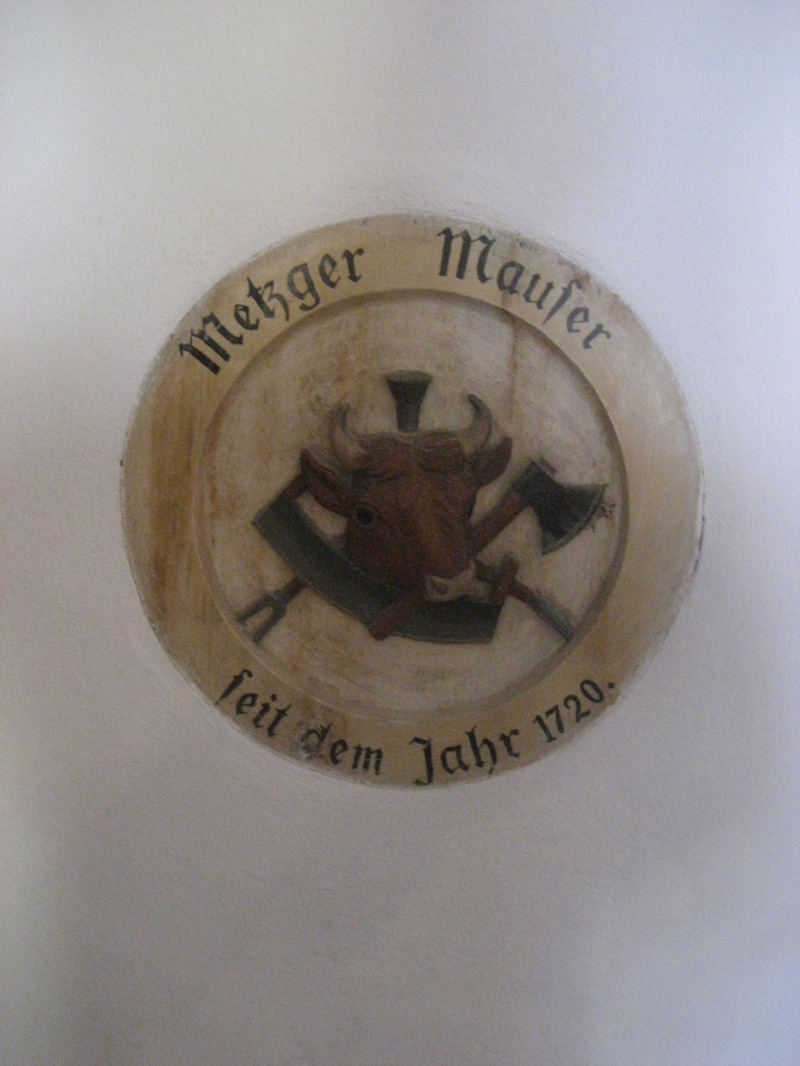 Metzger Mauſer
ſeit dem Jahr 1720.